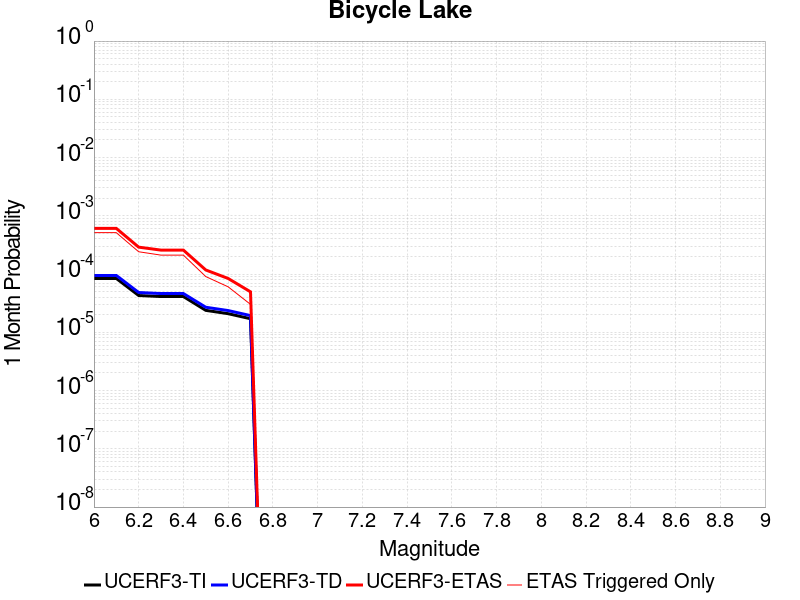 Bicycle Lake
10^0
10^-1
10^-2
10^-3
10^-4
10^-5
10^-6
10^-7
10^-8
1 Month Probability
6 6.2 6.4 6.6 6.8 7 7.2 7.4 7.6 7.8 8 8.2 8.4 8.6 8.8 9
Magnitude
UCERF3-TI UCERF3-TD UCERF3-ETAS ETAS Triggered Only